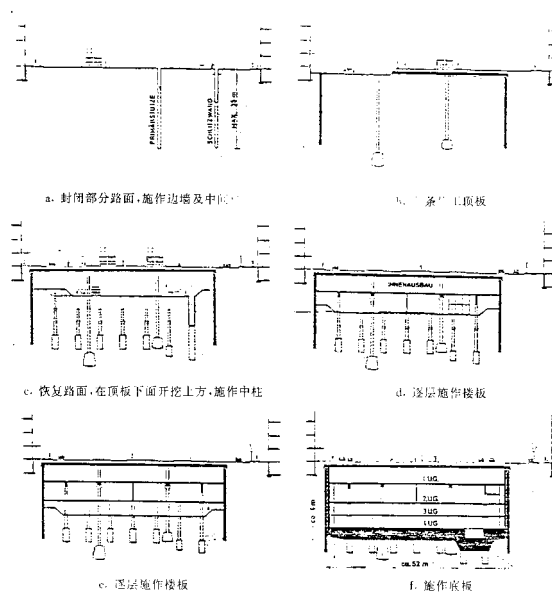 PRIMÄRSTÜTZE
SCHLITZWAND
a. 封闭部分路面,施作边墙及中间
顶板
c. 恢复路面,在顶板下面开挖土方,施作中柱
INNENAUSBAU
d. 逐层施作楼板
e. 逐层施作楼板
1.UG
2.UG
3.UG
4.UG
ca. 52 m
f. 施作底板